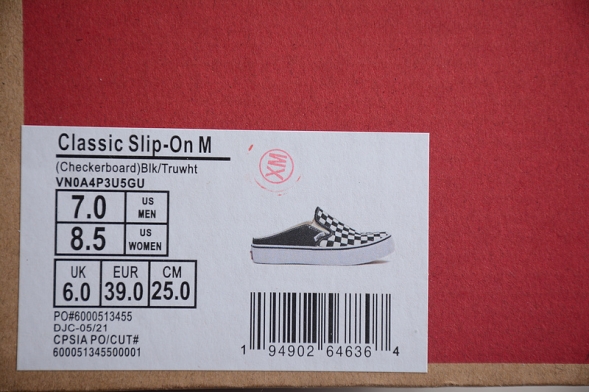 Classic Slip-On M
(Checkerboard)Blk/Truwht
VN0A4P3U5GU
7.0 US MEN
8.5 US WOMEN
UK EUR CM
6.0 39.0 25.0
PO#6000513455
DJC-05/21
CPSIA PO/CUT#
600051345500001
XM
1 94902 64636 4